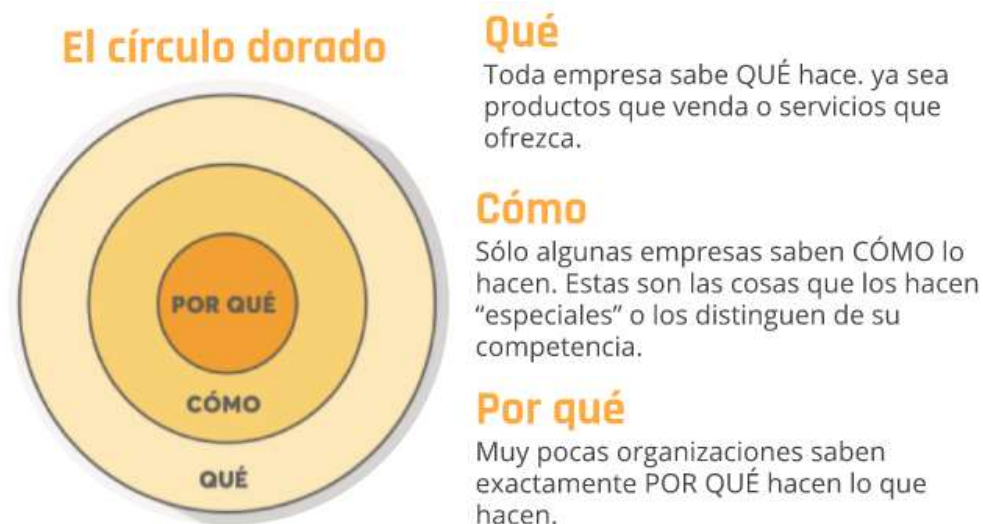 El círculo dorado
POR QUÉ
CÓMO
QUÉ
Qué
Toda empresa sabe QUÉ hace. ya sea
productos que venda o servicios que
ofrezca.
Cómo
Sólo algunas empresas saben CÓMO lo
hacen. Estas son las cosas que los hacen
“especiales” o los distinguen de su
competencia.
Por qué
Muy pocas organizaciones saben
exactamente POR QUÉ hacen lo que
hacen.